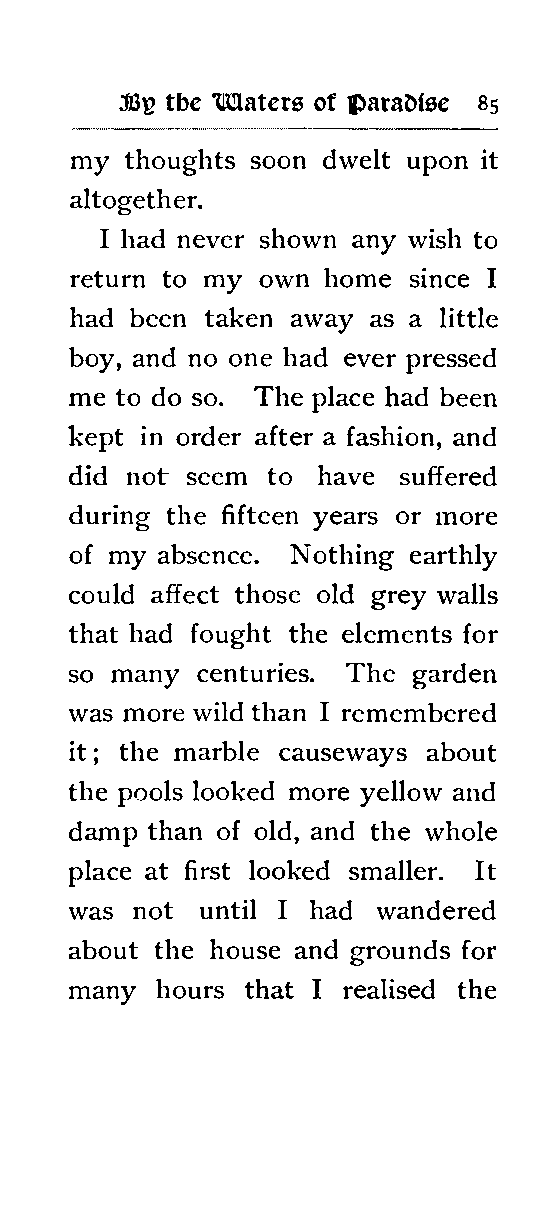 By the Waters of Paradise 85
my thoughts soon dwelt upon it
altogether.
I had never shown any wish to
return to my own home since I
had been taken away as a little
boy, and no one had ever pressed
me to do so. The place had been
kept in order after a fashion, and
did not seem to have suffered
during the fifteen years or more
of my absence. Nothing earthly
could affect those old grey walls
that had fought the elements for
so many centuries. The garden
was more wild than I remembered
it; the marble causeways about
the pools looked more yellow and
damp than of old, and the whole
place at first looked smaller. It
was not until I had wandered
about the house and grounds for
many hours that I realised the